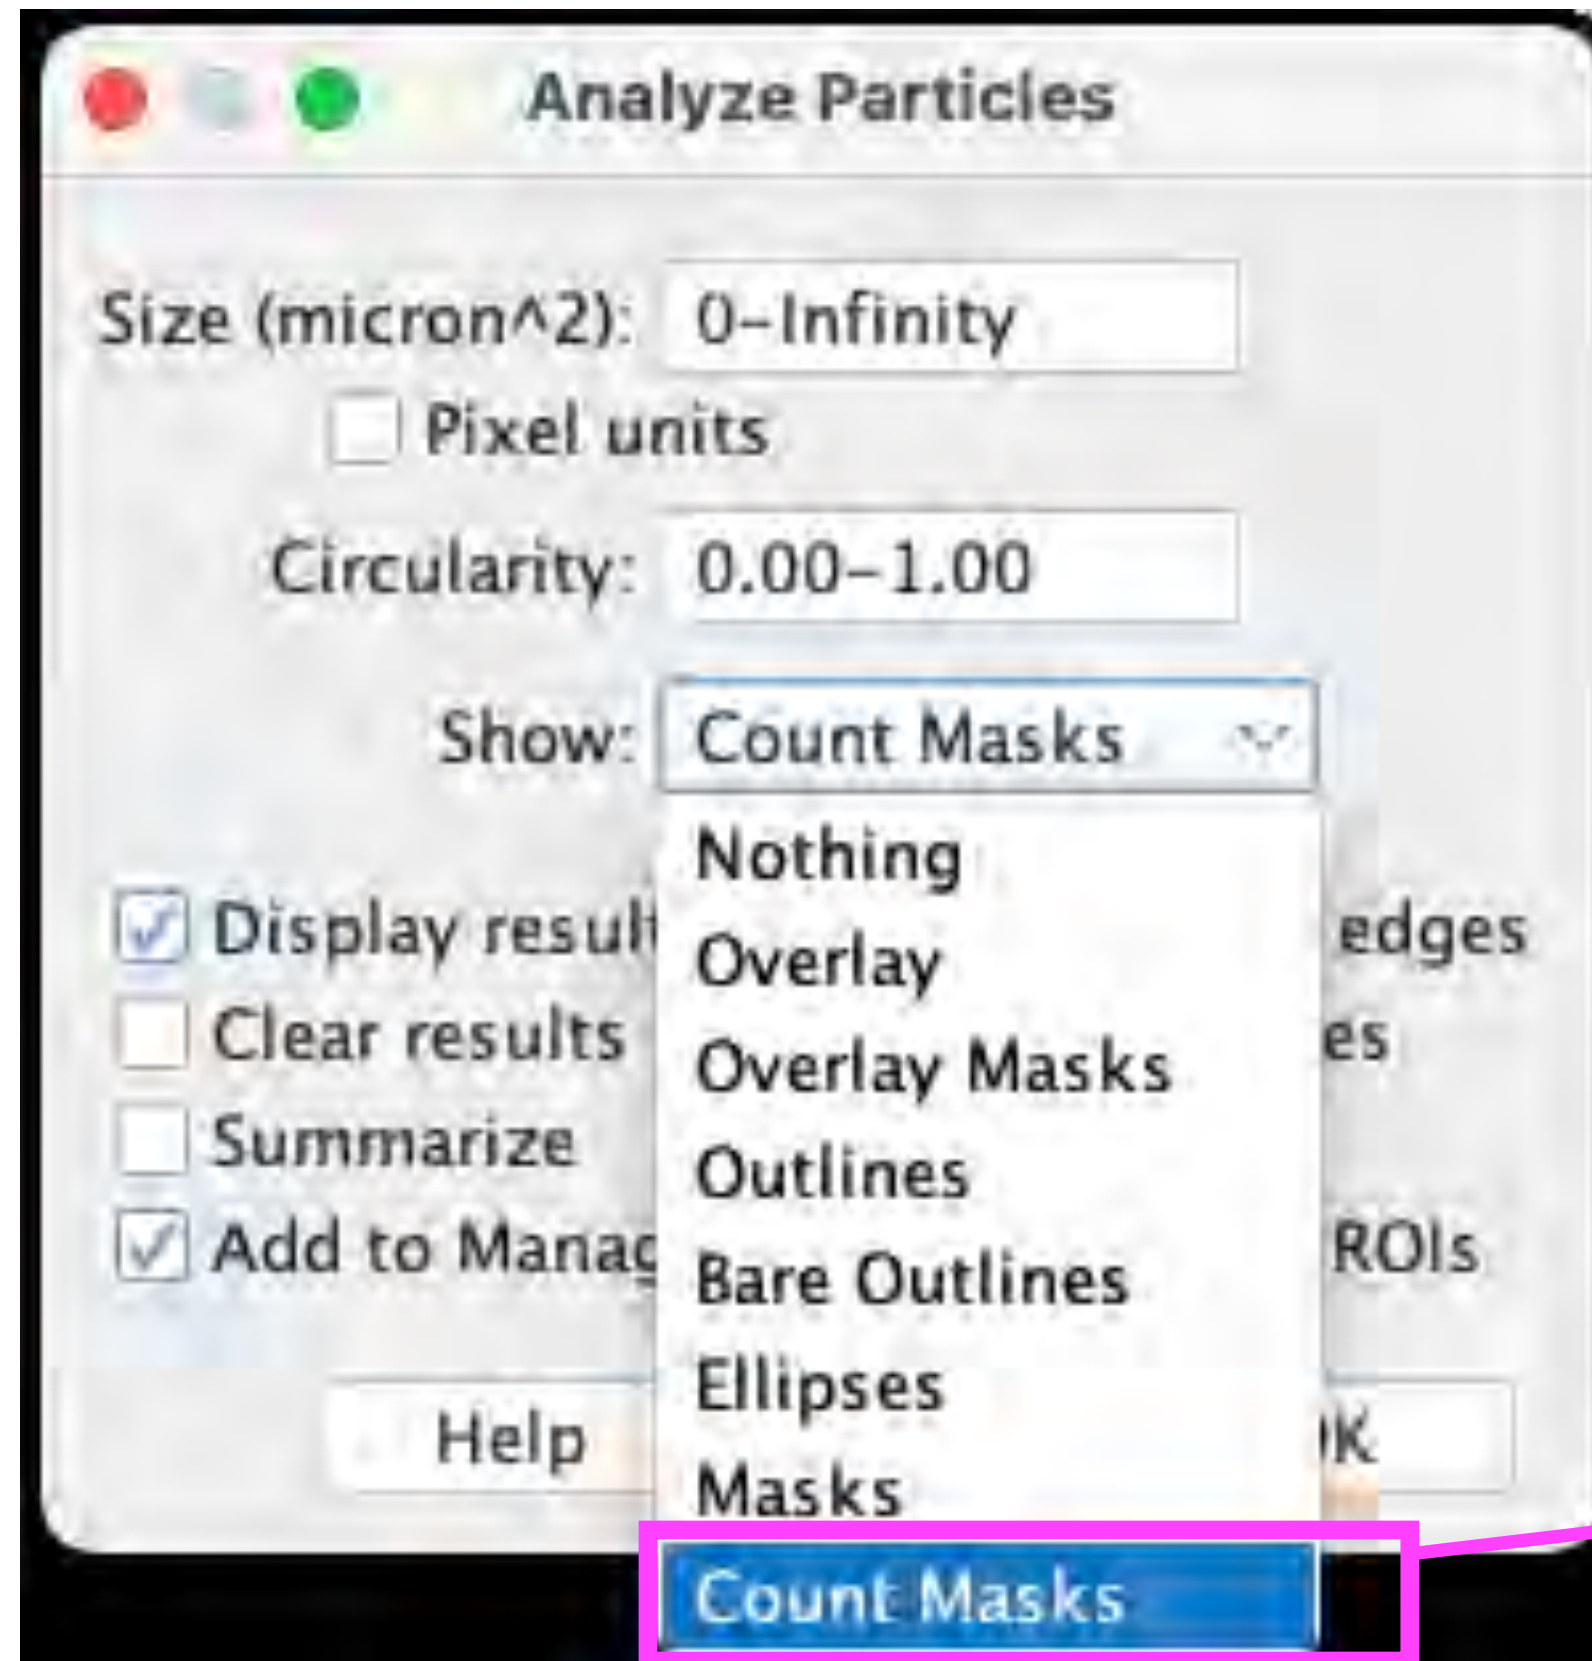 Analyze Particles
Size (micron^2): 0-Infinity
Pixel units
Circularity: 0.00-1.00
Show: Count Masks
Nothing
Display resul edges
Overlay
Clear results es
Overlay Masks
Summarize
Outlines
Add to Manag ROIs
Bare Outlines
Ellipses
Help K
Masks
Count Masks